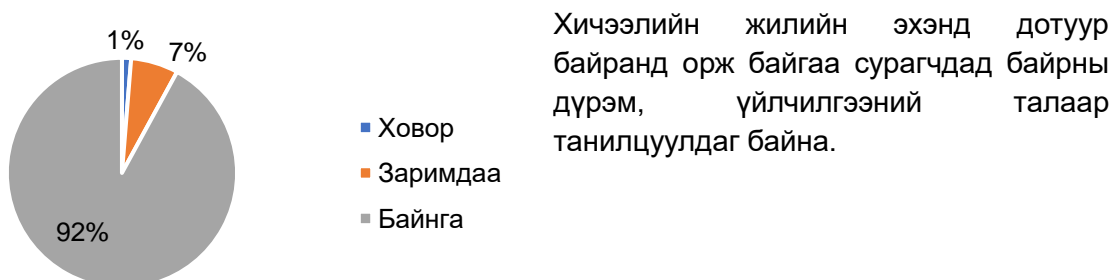 1%
7%
92%
Ховор
Заримдаа
Байнга
Хичээлийн жилийн эхэнд дотуур
байранд орж байгаа сурагчдад байрны
дүрэм, үйлчилгээний талаар
танилцуулдаг байна.